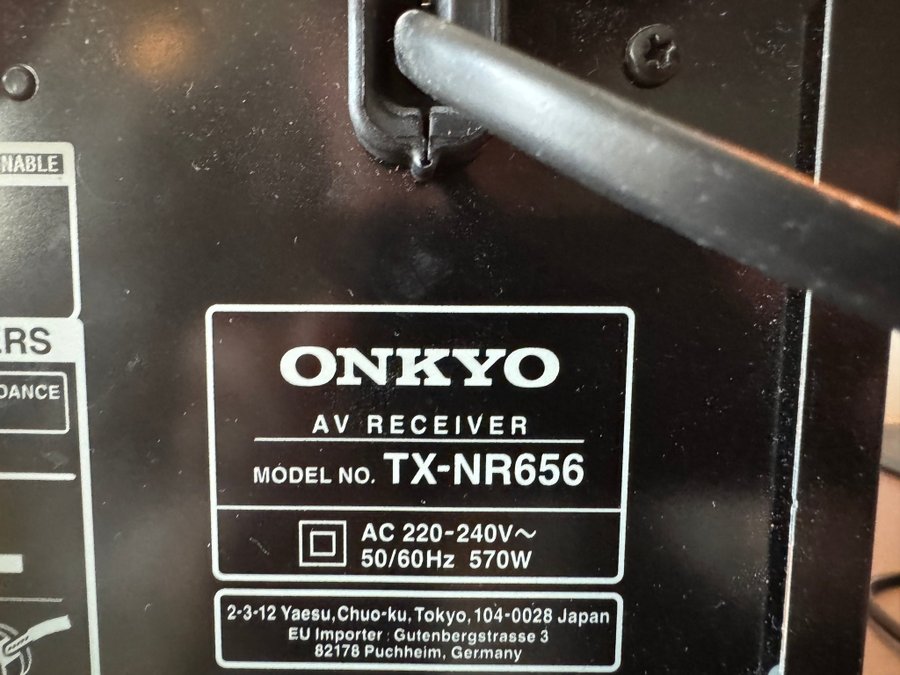 NABLE
ERS
DANCE
ONKYO
AV RECEIVER
MODEL NO. TX-NR656
AC 220-240V~
50/60Hz 570W
2-3-12 Yaesu,Chuo-ku,Tokyo,104-0028 Japan
EU Importer : Gutenbergstrasse 3
82178 Puchheim, Germany